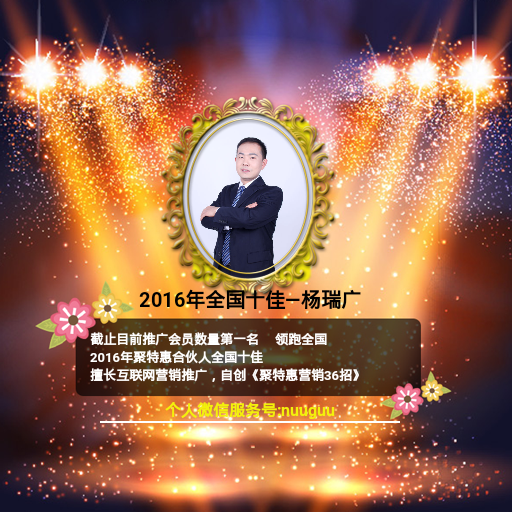 2016年全国十佳—杨瑞广
截止目前推广会员数量第一名 领跑全国
2016年聚特惠合伙人全国十佳
擅长互联网营销推广，自创《聚特惠营销36招》
个人微信服务号: